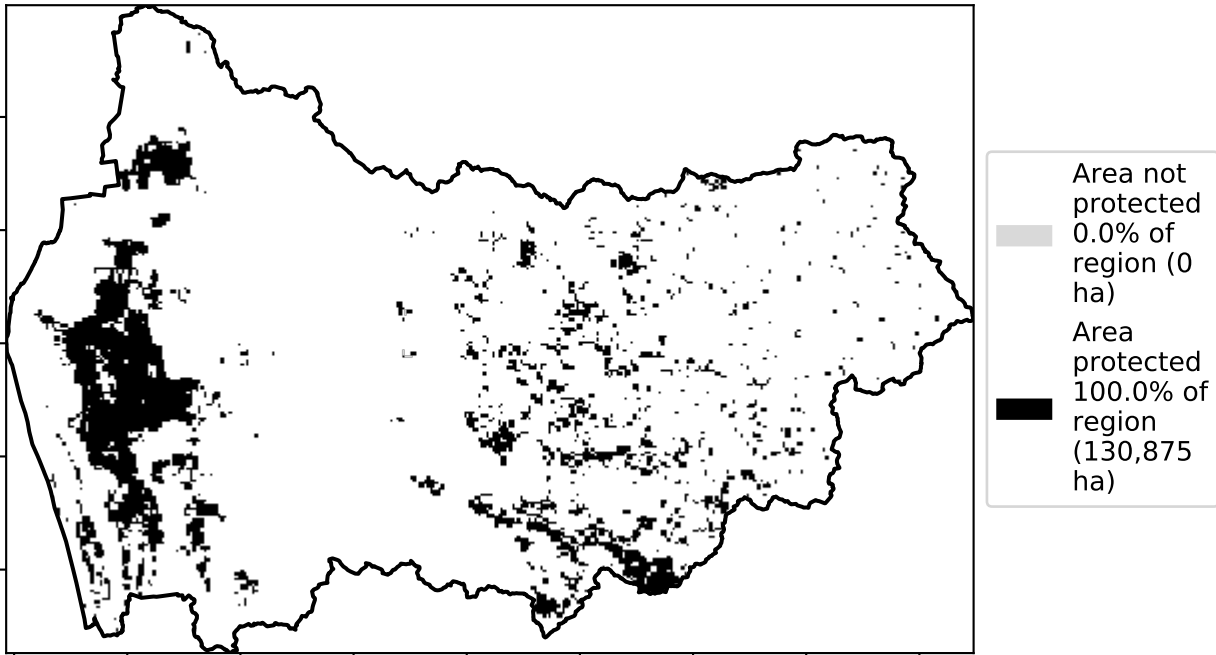 Area not
protected
0.0% of
region (0
ha)
Area
protected
100.0% of
region
(130,875
ha)